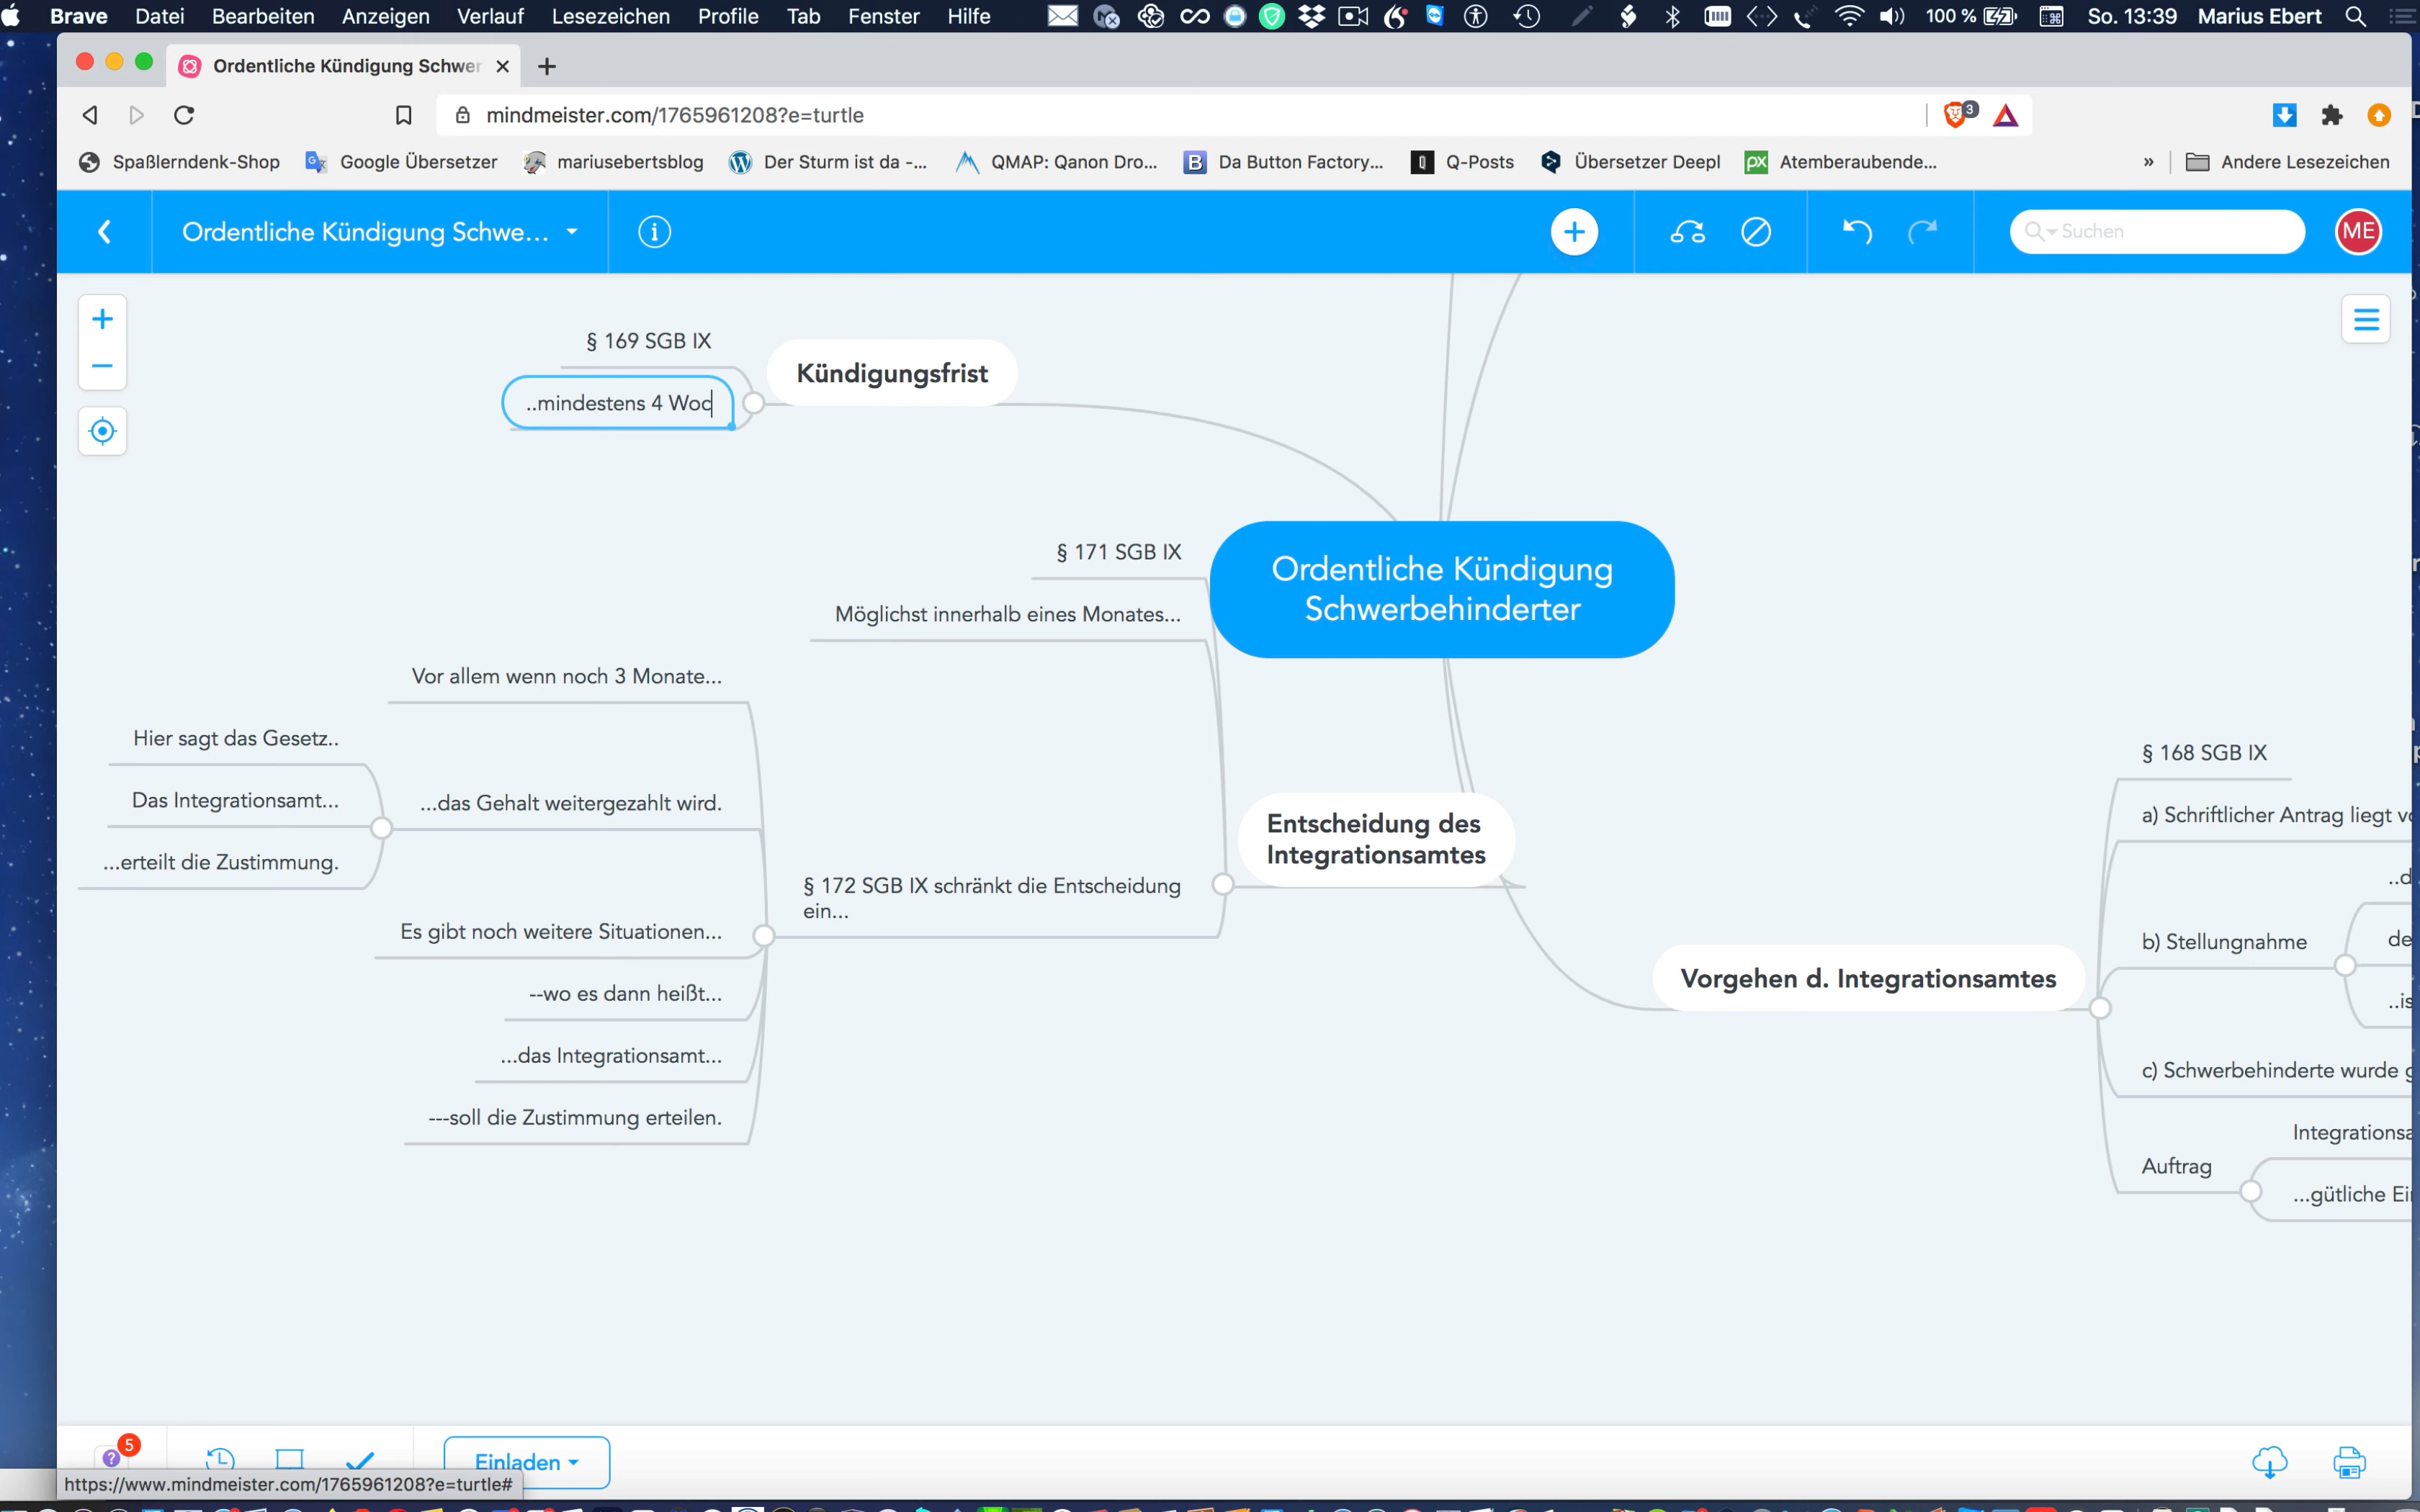 Brave Datei Bearbeiten Anzeigen Verlauf Lesezeichen Profile Tab Fenster Hilfe 100 % So. 13:39 Marius Ebert
Ordentliche Kündigung Schwer
mindmeister.com/1765961208?e=turtle
3
Spaßlerndenk-Shop Google Übersetzer mariusebertsblog Der Sturm ist da -... QMAP: Qanon Dro... Da Button Factory... Q-Posts Übersetzer Deepl Atemberaubende... » Andere Lesezeichen
Ordentliche Kündigung Schwe... Suchen ME
§ 169 SGB IX
Kündigungsfrist
..mindestens 4 Woc
§ 171 SGB IX
Ordentliche Kündigung
Schwerbehinderter
Möglichst innerhalb eines Monates...
Vor allem wenn noch 3 Monate...
Hier sagt das Gesetz..
Das Integrationsamt...
...das Gehalt weitergezahlt wird.
...erteilt die Zustimmung.
Entscheidung des
Integrationsamtes
§ 172 SGB IX schränkt die Entscheidung
ein...
Es gibt noch weitere Situationen...
--wo es dann heißt...
...das Integrationsamt...
---soll die Zustimmung erteilen.
Vorgehen d. Integrationsamtes
§ 168 SGB IX
a) Schriftlicher Antrag liegt vo
..d
b) Stellungnahme
de
..is
c) Schwerbehinderte wurde g
Integrationsa
Auftrag
...gütliche Ei
5
Einladen
https://www.mindmeister.com/1765961208?e=turtle#